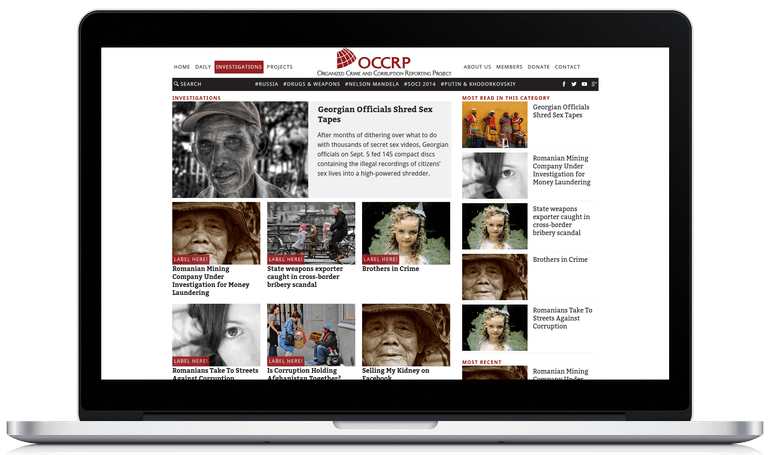 HOME DAILY INVESTIGATIONS PROJECTS
OCCRP
ORGANIZED CRIME AND CORRUPTION REPORTING PROJECT
ABOUT US MEMBERS DONATE CONTACT
SEARCH #RUSSIA #DRUGS & WEAPONS #NELSON MANDELA #SOCI 2014 #PUTIN & KHODORKOVSKIY
INVESTIGATIONS
Georgian Officials Shred Sex
Tapes
After months of dithering over what to do
with thousands of secret sex videos, Georgian
officials on Sept. 5 fed 145 compact discs
containing the illegal recordings of citizens'
sex lives into a high-powered shredder.
LABEL HERE!
Romanian Mining
Company Under
Investigation for Money
Laundering
LABEL HERE!
State weapons exporter
caught in cross-border
bribery scandal
LABEL HERE!
Brothers in Crime
LABEL HERE!
Romanians Take To Streets
Against Corruption
LABEL HERE!
Is Corruption Holding
Afghanistan Together?
Selling My Kidney on
Facebook
MOST READ IN THIS CATEGORY
Georgian Officials
Shred Sex Tapes
Romanian Mining
Company Under
Investigation for
Money Laundering
State weapons
exporter caught in
cross-border
bribery scandal
Brothers in Crime
Romanians Take To
Streets Against
Corruption
MOST RECENT
Romanian Mining
Company Under